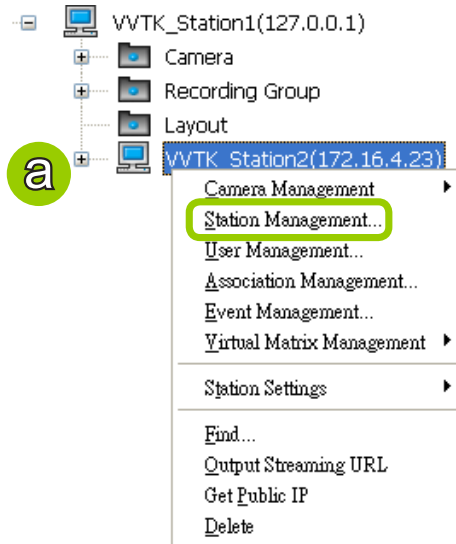 VVTK_Station1(127.0.0.1)
Camera
Recording Group
Layout
a
VVTK_Station2(172.16.4.23)
Camera Management
Station Management...
User Management...
Association Management...
Event Management...
Virtual Matrix Management
Station Settings
Find...
Output Streaming URL
Get Public IP
Delete